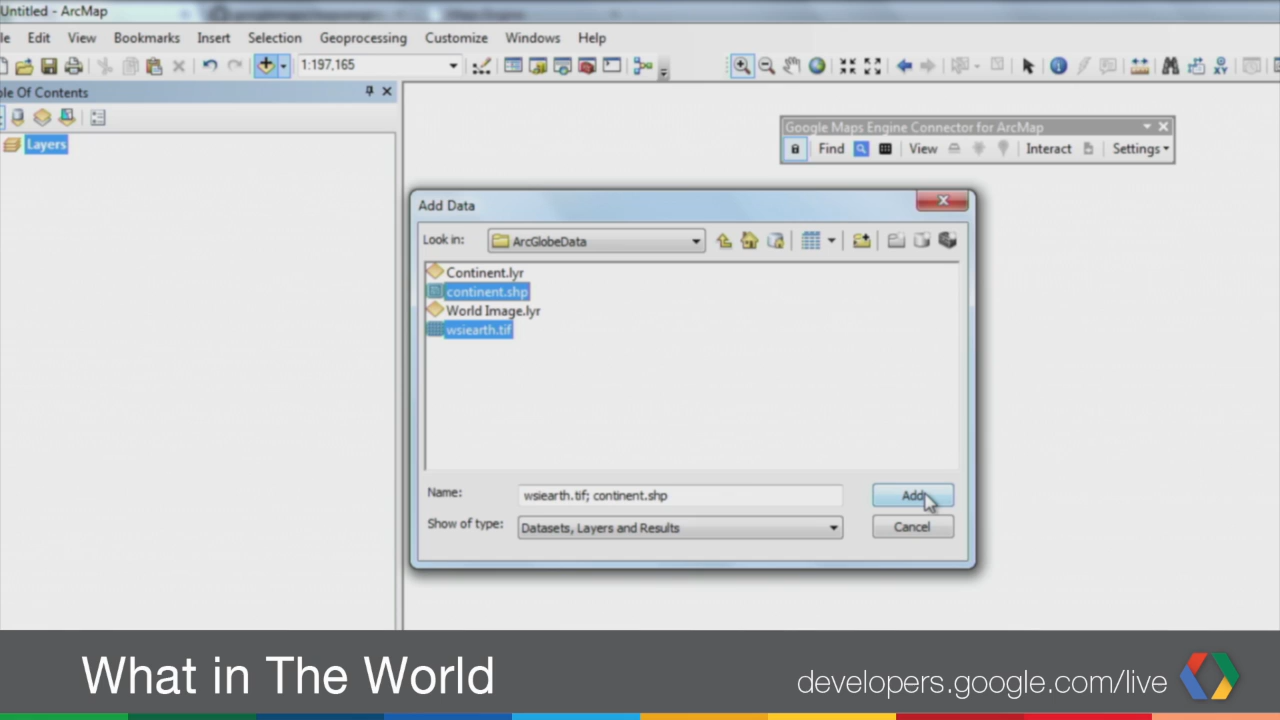 Untitled - ArcMap
le Edit View Bookmarks Insert Selection Geoprocessing Customize Windows Help
1:197,165
ble Of Contents
Layers
Google Maps Engine Connector for ArcMap
Find View Interact Settings
Add Data
Look in: ArcGlobeData
Continent.lyr
continent.shp
World Image.lyr
wsiearth.tif
Name: wsiearth.tif; continent.shp Add
Show of type: Datasets, Layers and Results Cancel
What in The World
developers.google.com/live